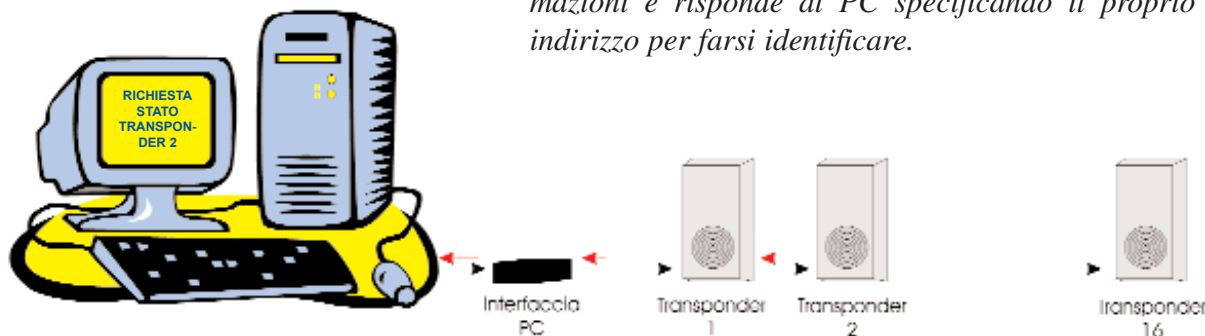 mazioni e risponde al PC specificando il proprio
indirizzo per farsi identificare.
RICHIESTA
STATO
TRANSPON-
DER 2
Interfaccia
PC
Transponder
1
Transponder
2
Transponder
16